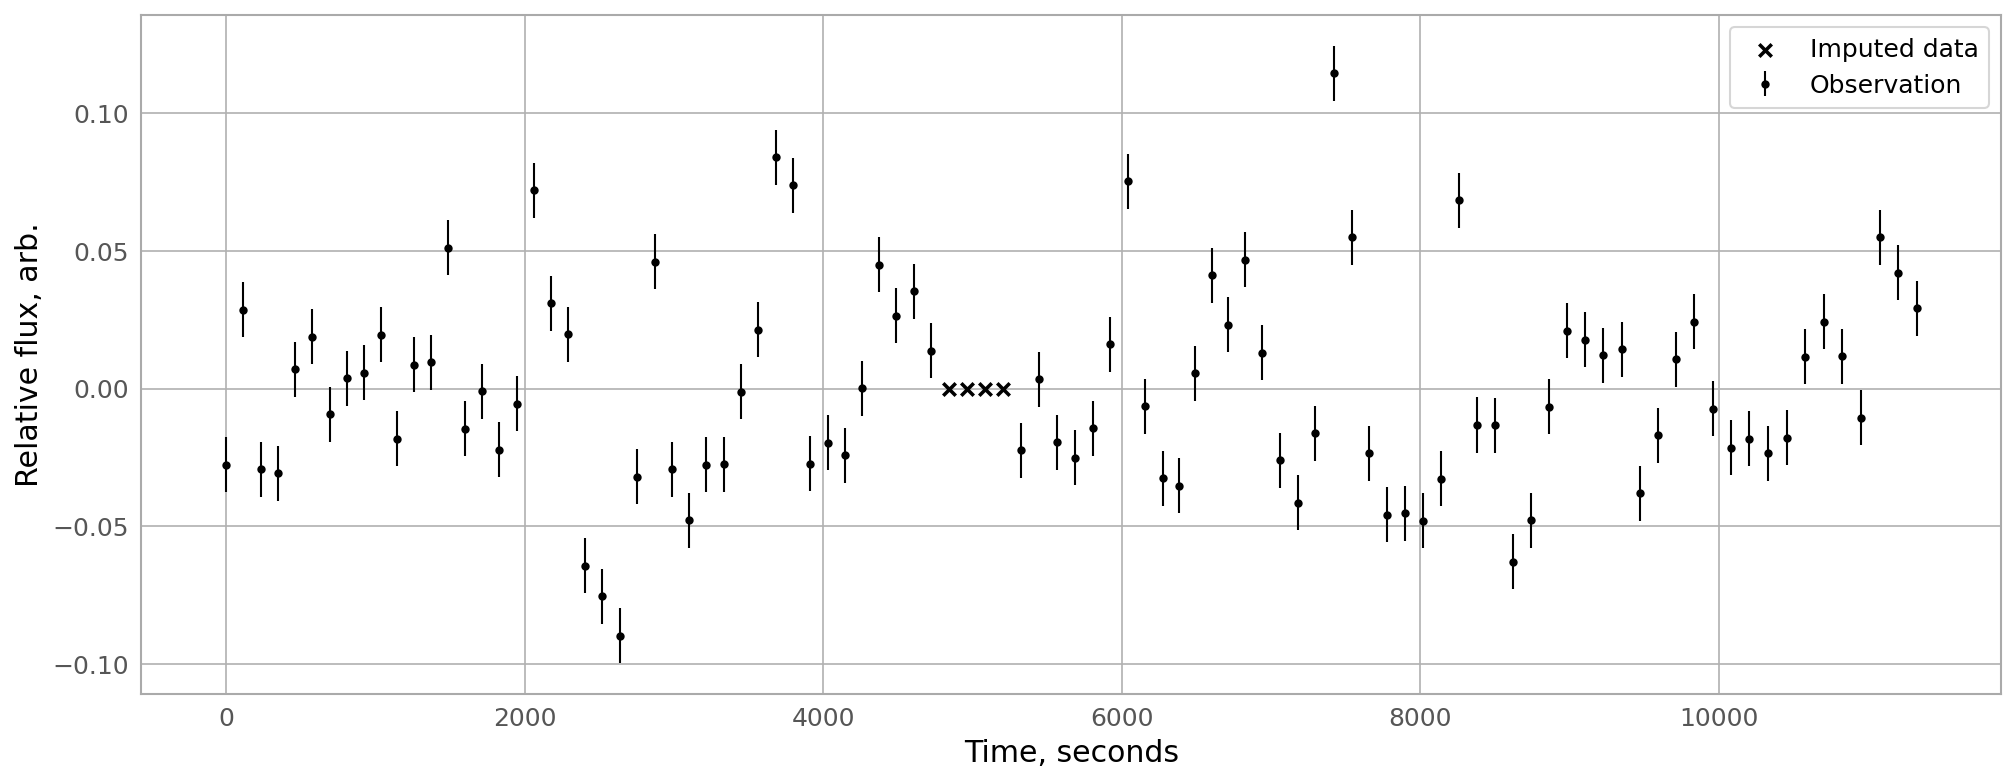 Imputed data
Observation
0.10
0.05
0.00
−0.05
−0.10
Relative flux, arb.
0 2000 4000 6000 8000 10000
Time, seconds